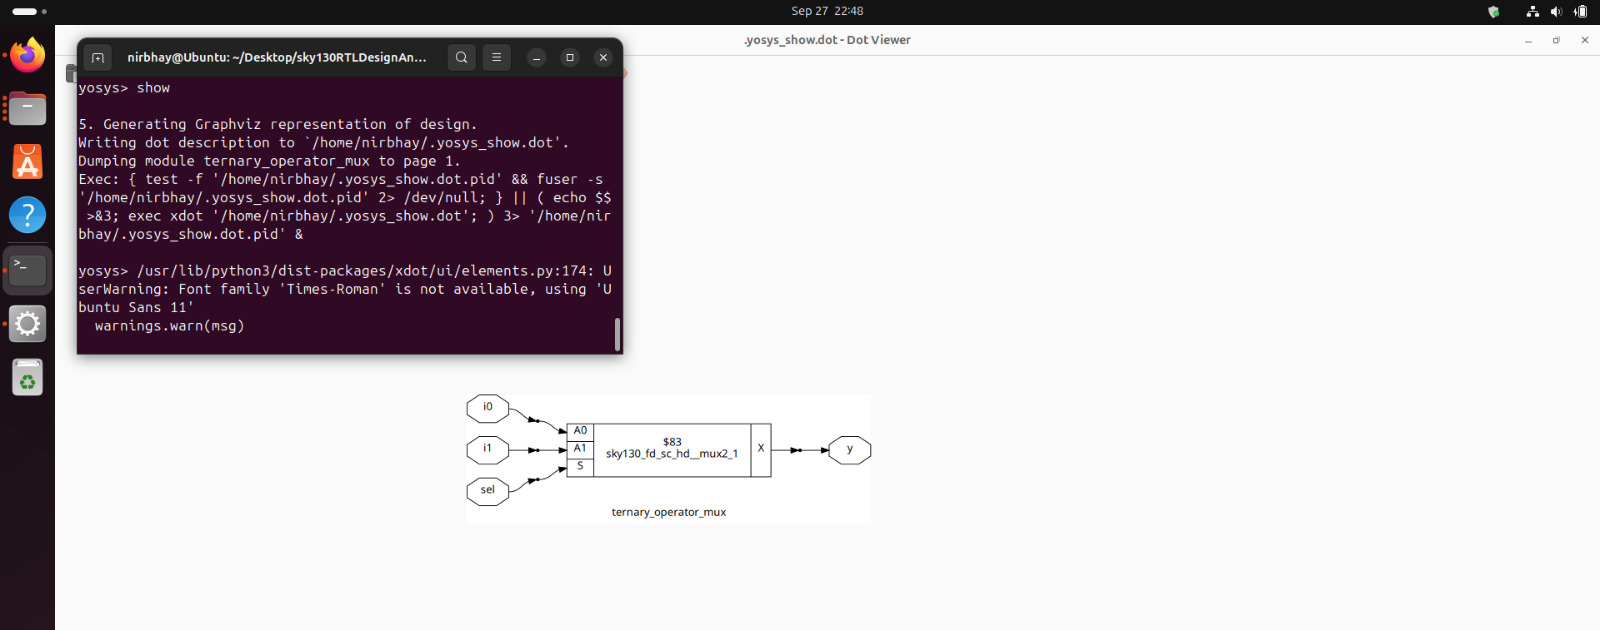 Sep 27 22:48
.yosys_show.dot - Dot Viewer
nirbhay@Ubuntu: ~/Desktop/sky130RTLDesignAn...
yosys> show
5. Generating Graphviz representation of design.
Writing dot description to `/home/nirbhay/.yosys_show.dot'.
Dumping module ternary_operator_mux to page 1.
Exec: { test -f '/home/nirbhay/.yosys_show.dot.pid' && fuser -s
'/home/nirbhay/.yosys_show.dot.pid' 2> /dev/null; } || ( echo $$
>&3; exec xdot '/home/nirbhay/.yosys_show.dot'; ) 3> '/home/nir
bhay/.yosys_show.dot.pid' &
yosys> /usr/lib/python3/dist-packages/xdot/ui/elements.py:174: U
serWarning: Font family 'Times-Roman' is not available, using 'U
buntu Sans 11'
warnings.warn(msg)
i0
i1
sel
A0
A1
S
$83
sky130_fd_sc_hd__mux2_1
X
y
ternary_operator_mux